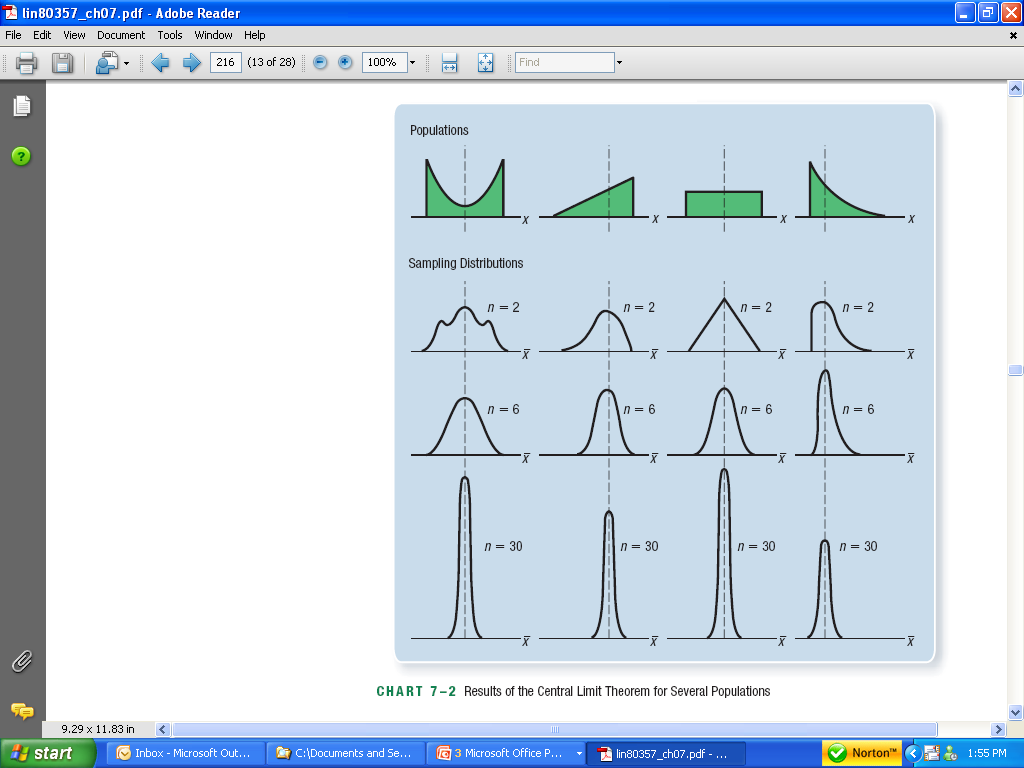 lin80357_ch07.pdf - Adobe Reader
File Edit View Document Tools Window Help
216 (13 of 28) 100% Find
Populations
x x x x
Sampling Distributions
n = 2 n = 2 n = 2 n = 2
x̄ x̄ x̄ x̄
n = 6 n = 6 n = 6 n = 6
x̄ x̄ x̄ x̄
n = 30 n = 30 n = 30 n = 30
x̄ x̄ x̄ x̄
CHART 7–2 Results of the Central Limit Theorem for Several Populations
9.29 x 11.83 in
start Inbox - Microsoft Out... C:\Documents and Se... 3 Microsoft Office P... lin80357_ch07.pdf - ... Norton™ 1:55 PM